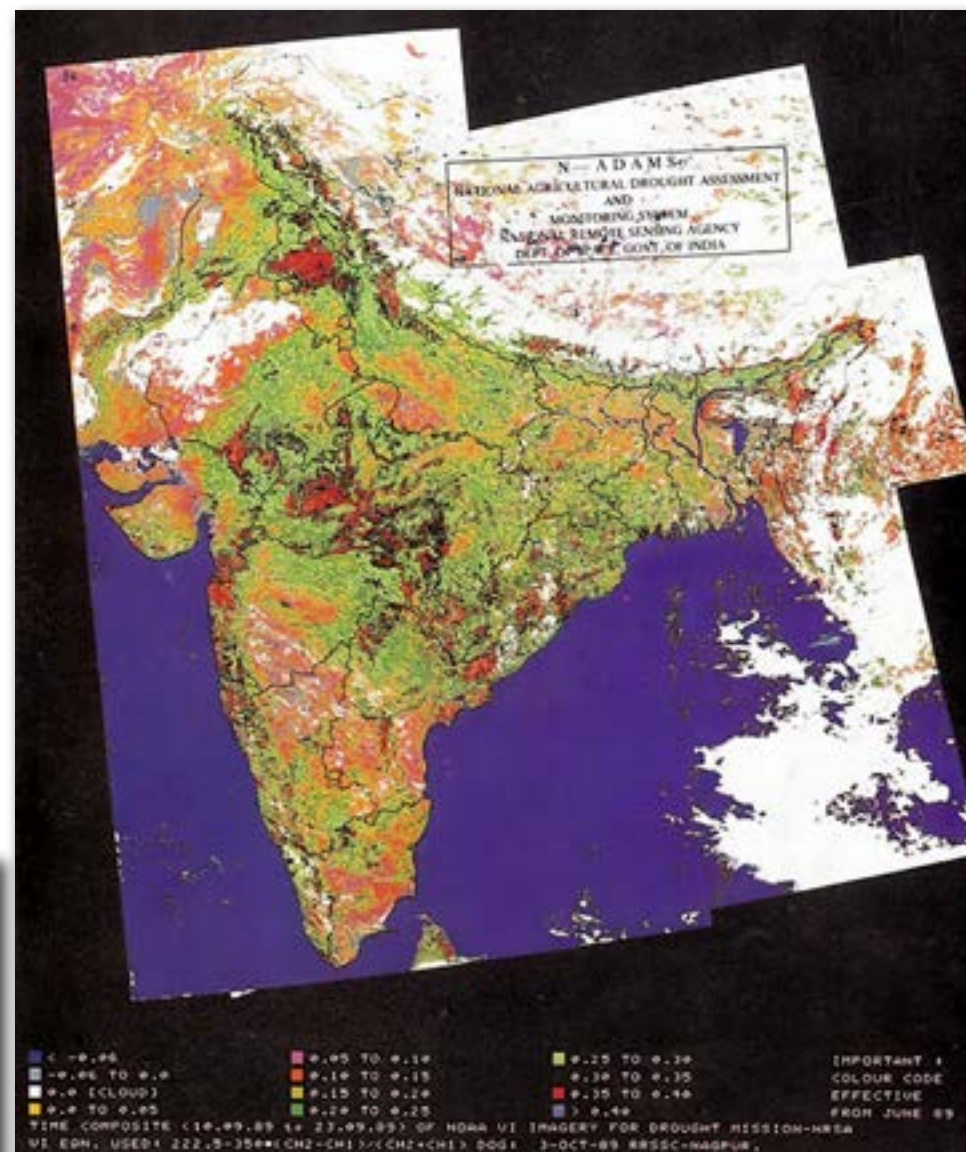 N — A D A M S
NATIONAL AGRICULTURAL DROUGHT ASSESSMENT
AND
MONITORING SYSTEM
NATIONAL REMOTE SENSING AGENCY
DEPT. OF GOVT. OF INDIA
< -0.06
-0.06 TO 0.0
0.0 [CLOUD]
0.0 TO 0.05
0.05 TO 0.10
0.10 TO 0.15
0.15 TO 0.20
0.20 TO 0.25
0.25 TO 0.30
0.30 TO 0.35
0.35 TO 0.40
> 0.40
IMPORTANT
COLOUR CODE
EFFECTIVE
FROM JUNE 89
TIME COMPOSITE (10.09.89 to 23.09.89) OF NOAA VI IMAGERY FOR DROUGHT MISSION-NRSA
VI EQN. USED: (CH2-CH1)/(CH2+CH1) DOG: 3-OCT-89 RRSSC-NAGPUR.